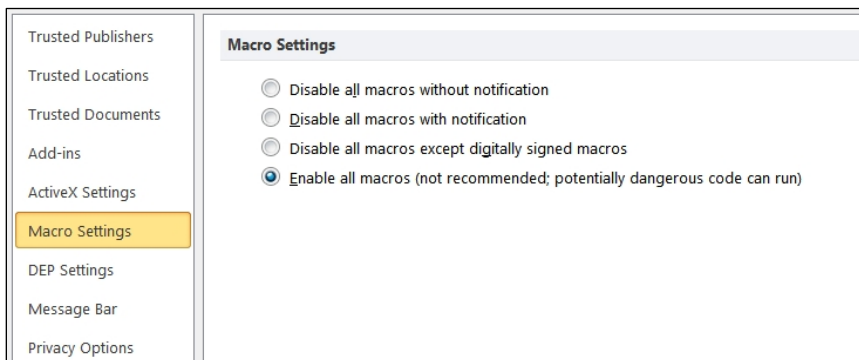 Trusted Publishers
Trusted Locations
Trusted Documents
Add-ins
ActiveX Settings
Macro Settings
DEP Settings
Message Bar
Privacy Options
Macro Settings
Disable all macros without notification
Disable all macros with notification
Disable all macros except digitally signed macros
Enable all macros (not recommended; potentially dangerous code can run)